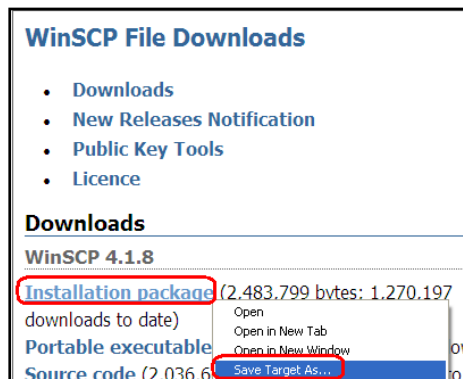 WinSCP File Downloads
• Downloads
• New Releases Notification
• Public Key Tools
• Licence
Downloads
WinSCP 4.1.8
Installation package (2,483,799 bytes; 1,270,197
downloads to date)
Open
Open in New Tab
Portable executable
Open in New Window
Source code (2,036,6
Save Target As...
to